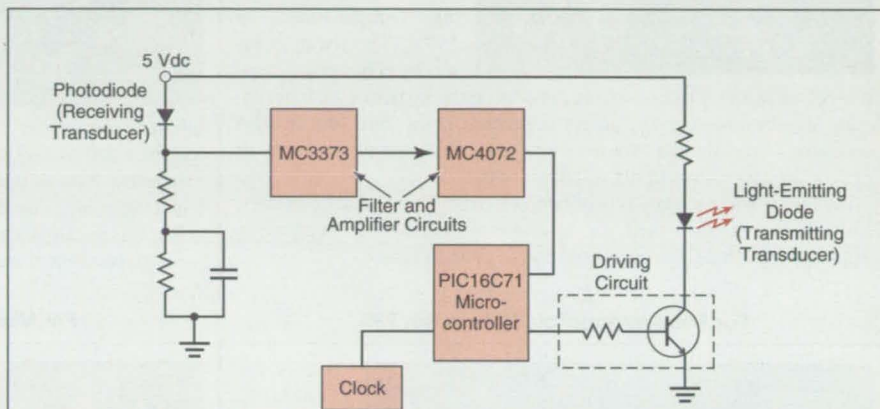 5 Vdc
Photodiode
(Receiving
Transducer)
MC3373
MC4072
Filter and
Amplifier Circuits
Light-Emitting
Diode
(Transmitting
Transducer)
PIC16C71
Micro-
controller
Driving
Circuit
Clock